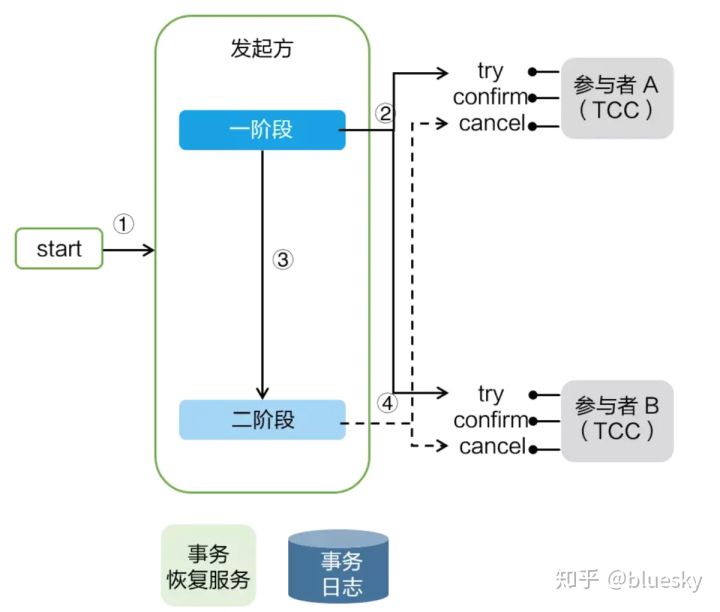 发起方
一阶段
二阶段
start
①
②
③
④
try
confirm
cancel
参与者 A
（TCC）
try
confirm
cancel
参与者 B
（TCC）
事务
恢复服务
事务
日志
知乎 @bluesky